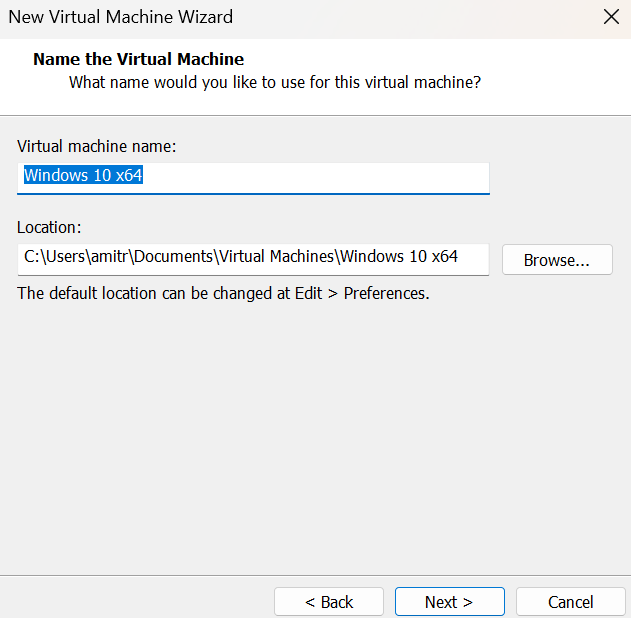 New Virtual Machine Wizard
Name the Virtual Machine
What name would you like to use for this virtual machine?
Virtual machine name:
Windows 10 x64
Location:
C:\Users\amitr\Documents\Virtual Machines\Windows 10 x64
Browse...
The default location can be changed at Edit > Preferences.
< Back
Next >
Cancel